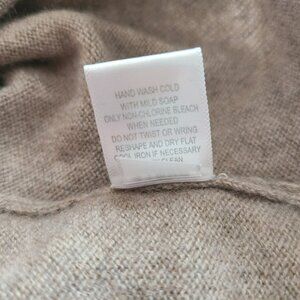 HAND WASH COLD
WITH MILD SOAP
ONLY NON-CHLORINE BLEACH
WHEN NEEDED
DO NOT TWIST OR WRING
RESHAPE AND DRY FLAT
COOL IRON IF NECESSARY
CLEAN